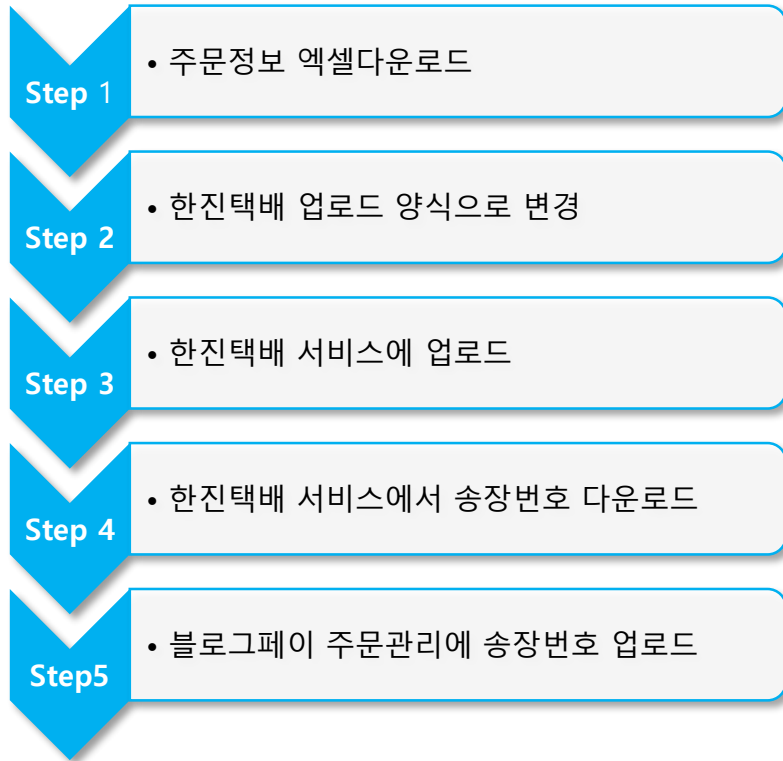 Step 1
• 주문정보 엑셀다운로드
Step 2
• 한진택배 업로드 양식으로 변경
Step 3
• 한진택배 서비스에 업로드
Step 4
• 한진택배 서비스에서 송장번호 다운로드
Step5
• 블로그페이 주문관리에 송장번호 업로드